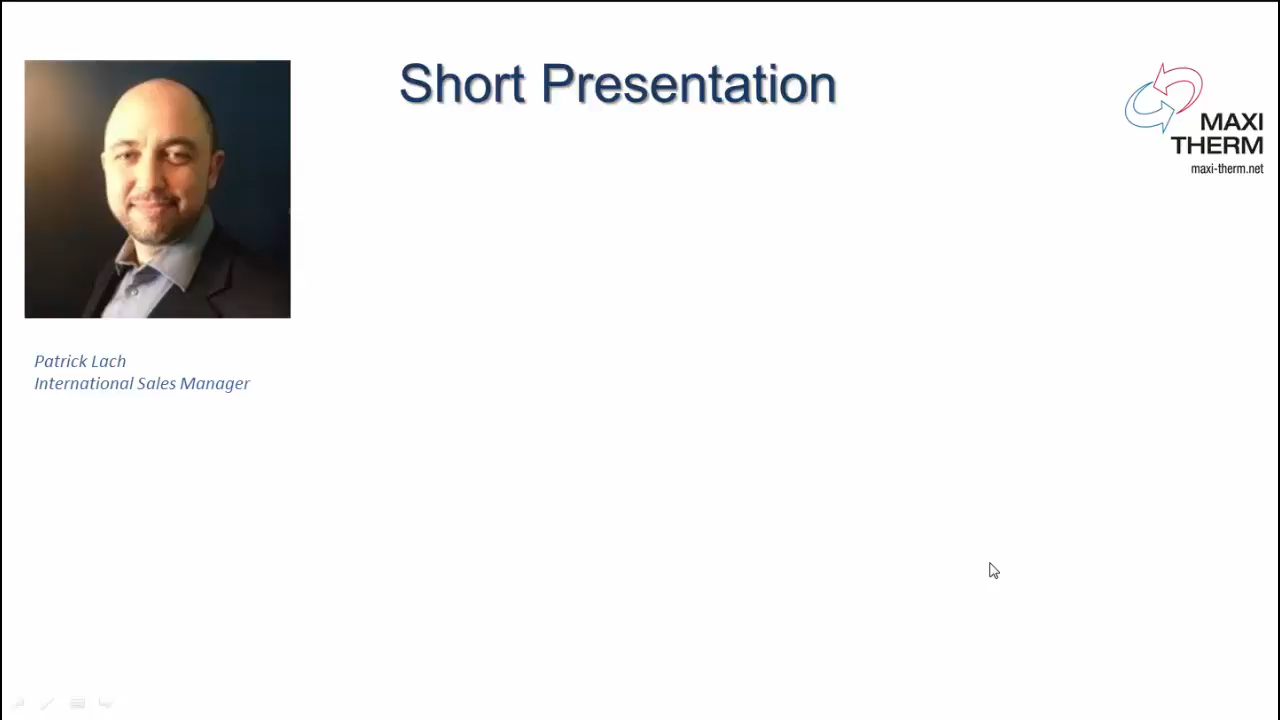 Short Presentation
MAXI
THERM
maxi-therm.net
Patrick Lach
International Sales Manager